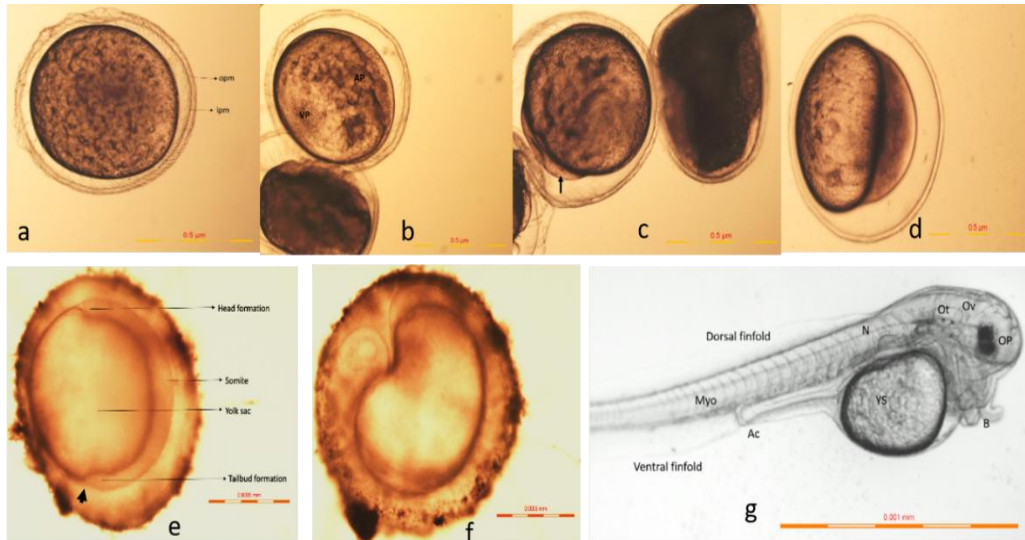 opm
ipm
a
0.5 µm
AP
VP
b
0.5 µm
c
0.5 µm
d
0.5 µm
Head formation
Somite
Yolk sac
Tailbud formation
e
f
Dorsal finfold
Ot
Ov
N
OP
Myo
YS
Ac
B
Ventral finfold
g
0.001 mm